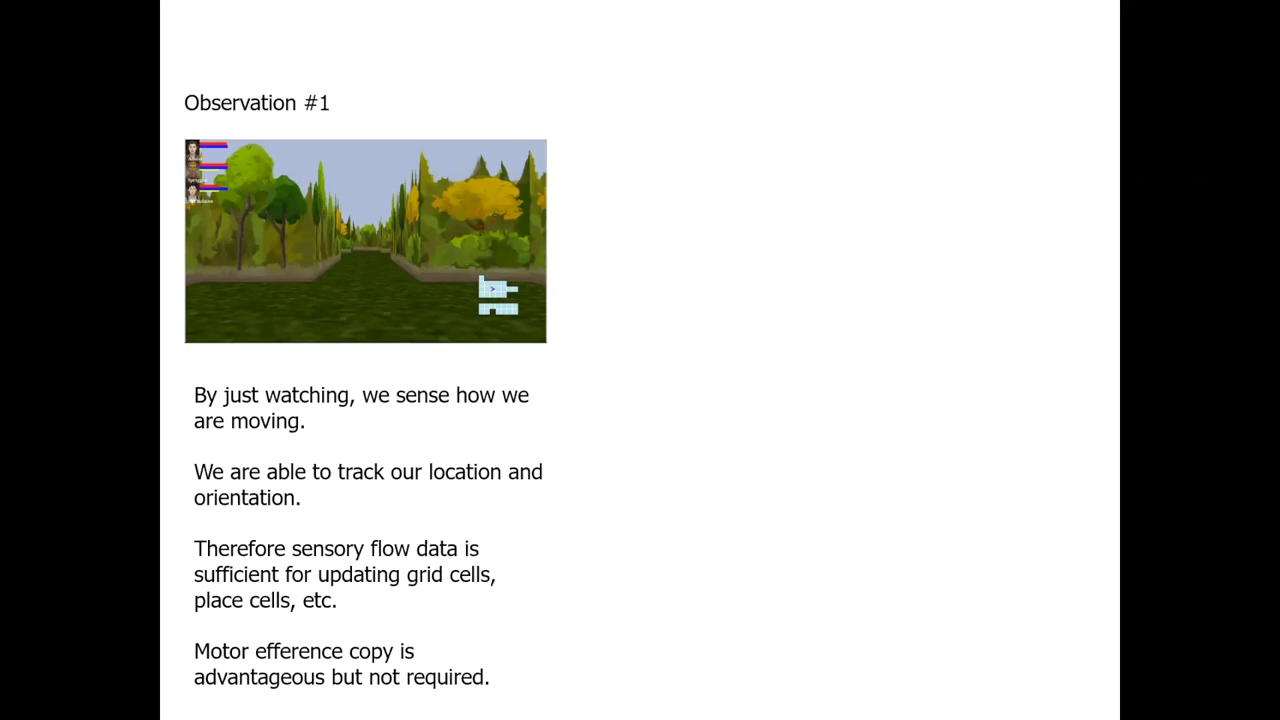 Observation #1
By just watching, we sense how we
are moving.
We are able to track our location and
orientation.
Therefore sensory flow data is
sufficient for updating grid cells,
place cells, etc.
Motor efference copy is
advantageous but not required.